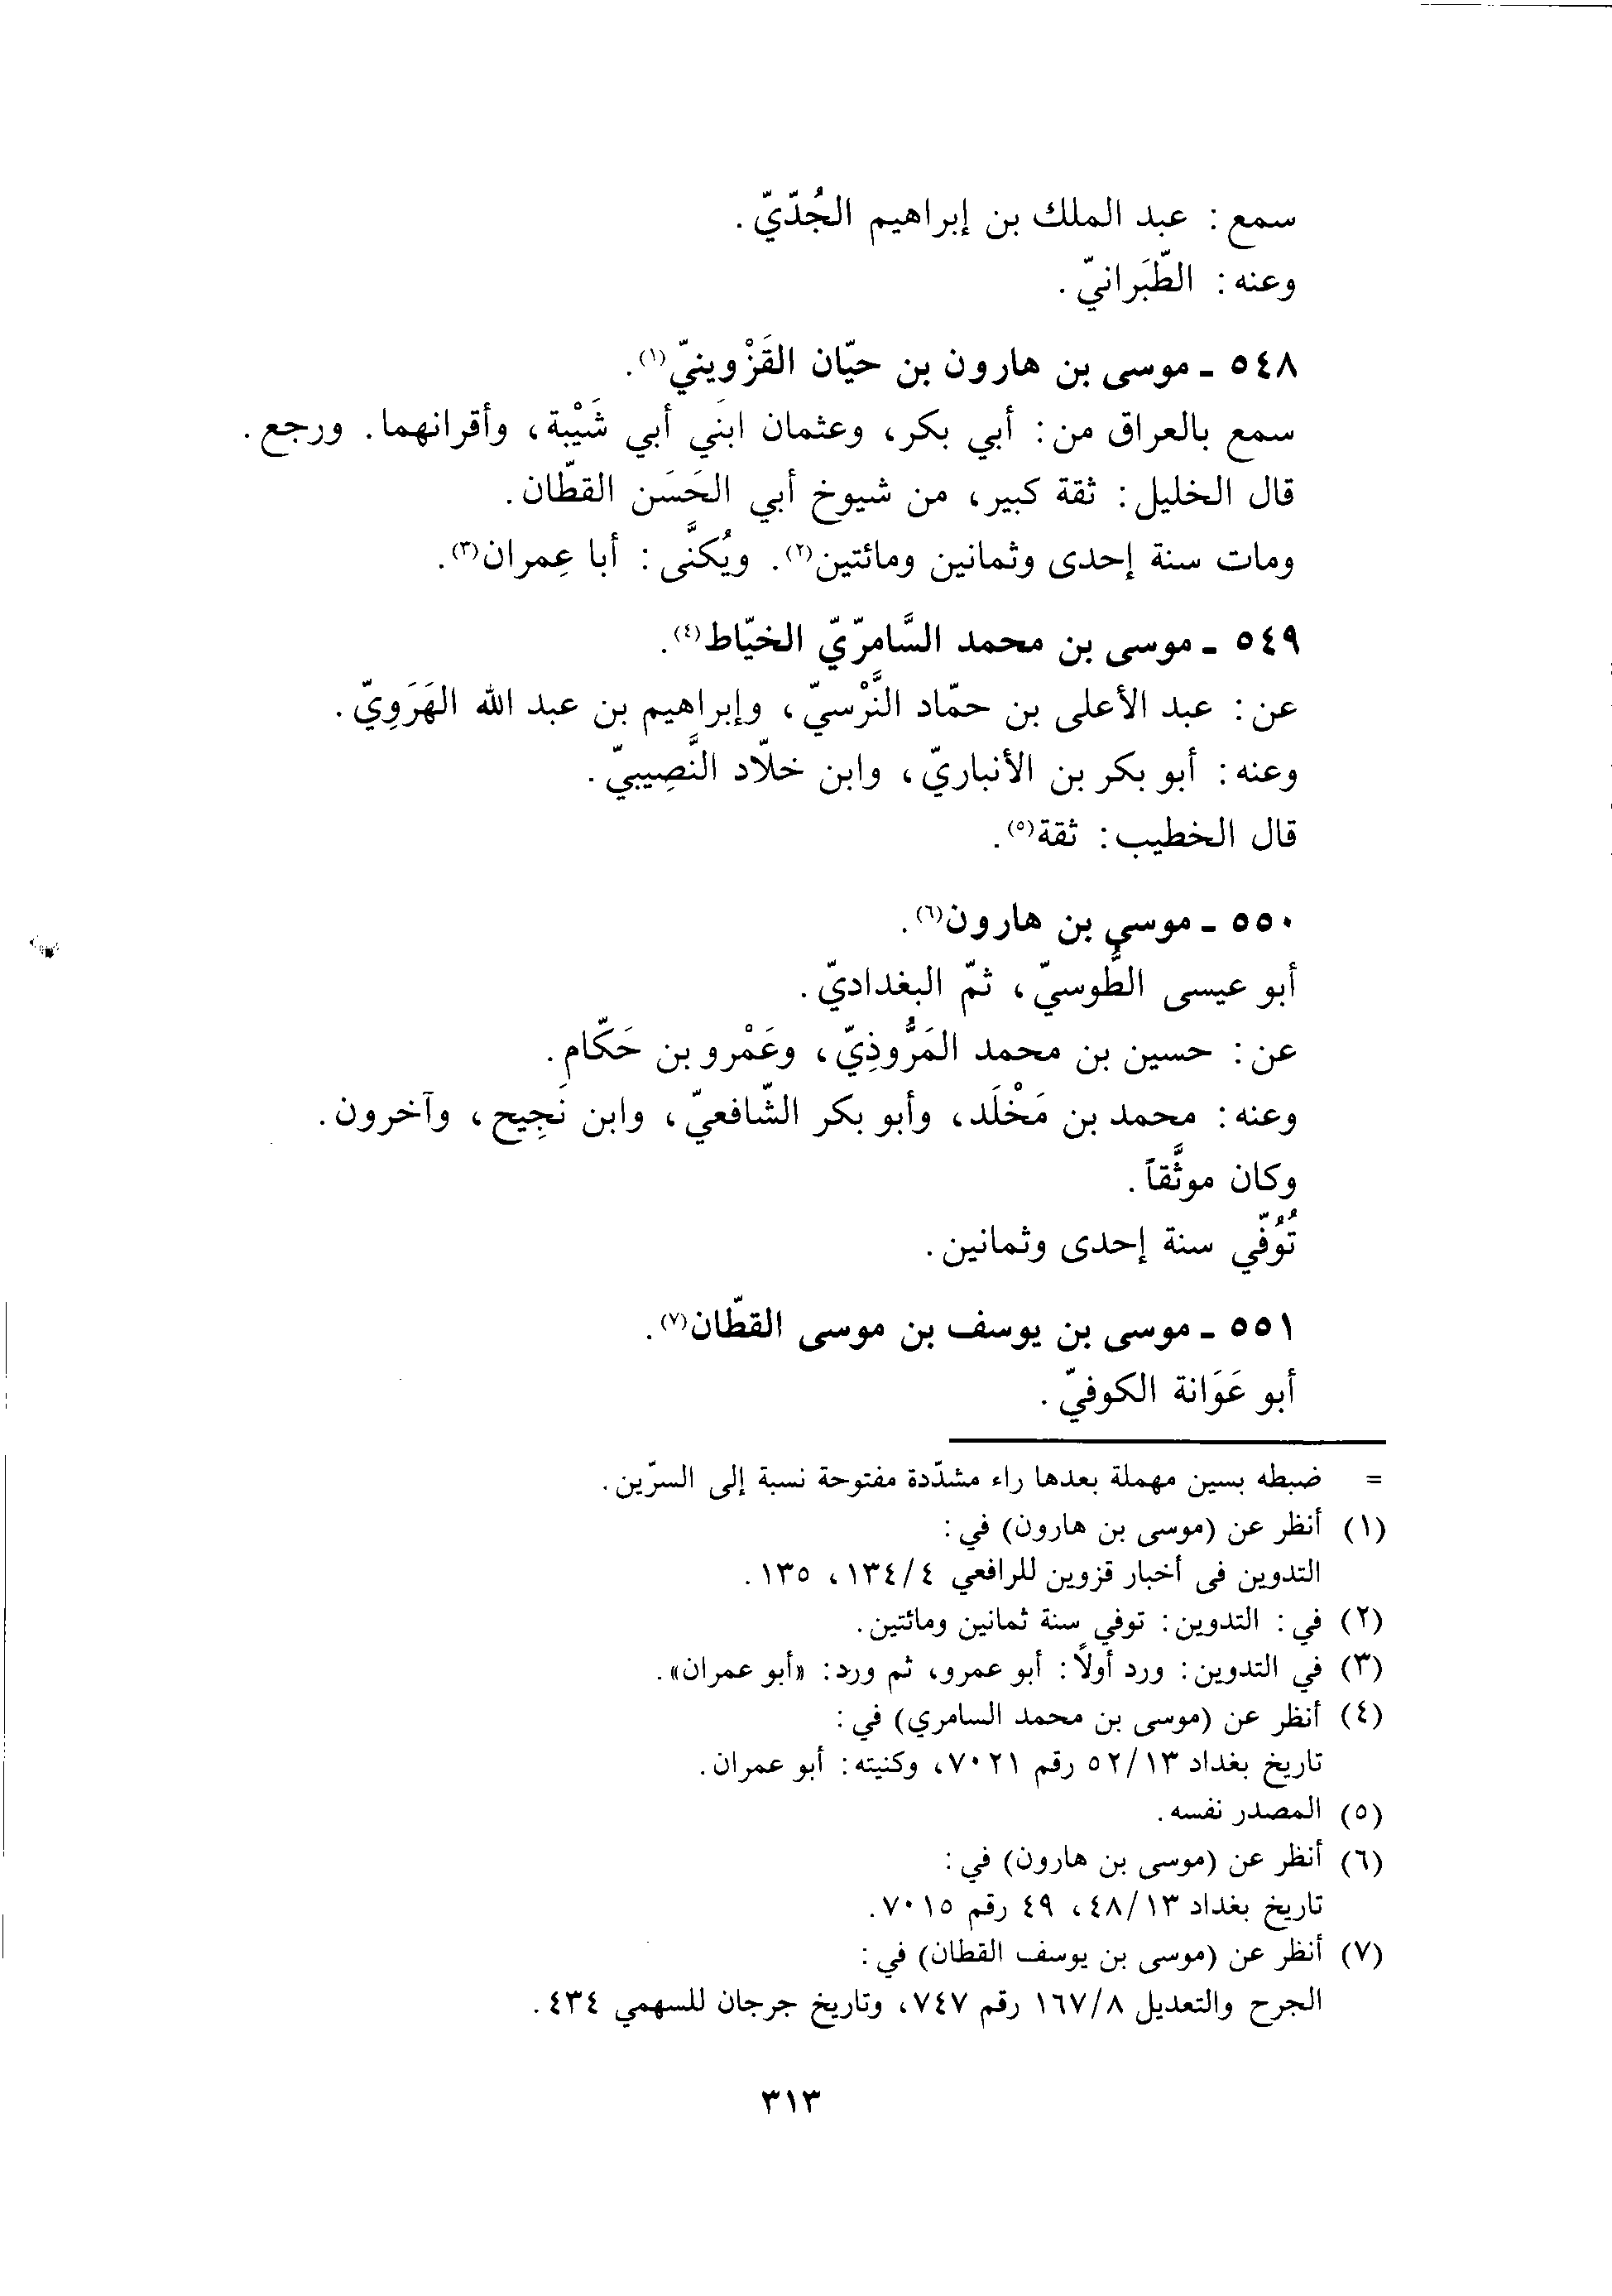 سمع: عبد الملك بن إبراهيم الجُدّيّ.
وعنه: الطَّبَرانيّ.
٥٤٨ ـ موسى بن هارون بن حيّان القَزْوينيّ(١).
سمع بالعراق من: أبي بكر، وعثمان ابنَي أبي شَيْبة، وأقرانهما. ورجع.
قال الخليل: ثقة كبير، من شيوخ أبي الحَسَن القطّان.
ومات سنة إحدى وثمانين ومائتين(٢). ويُكنَّى: أبا عِمران(٣).
٥٤٩ ـ موسى بن محمد السَّامرّيّ الخيّاط(٤).
عن: عبد الأعلى بن حمّاد النَّرْسيّ، وإبراهيم بن عبد الله الهَرَوِيّ.
وعنه: أبو بكر بن الأنباريّ، وابن خلّاد النَّصِيبيّ.
قال الخطيب: ثقة(٥).
٥٥٠ ـ موسى بن هارون(٦).
أبو عيسى الطُّوسيّ، ثمّ البغداديّ.
عن: حسين بن محمد المَرُّوذِيّ، وعَمْرو بن حَكّام.
وعنه: محمد بن مَخْلَد، وأبو بكر الشّافعيّ، وابن نَجِيح، وآخرون.
وكان موثَّقاً.
تُوُفّي سنة إحدى وثمانين.
٥٥١ ـ موسى بن يوسف بن موسى القطّان(٧).
أبو عَوَانة الكوفيّ.
= ضبطه بسين مهملة بعدها راء مشدّدة مفتوحة نسبة إلى السرّين.
(١) أنظر عن (موسى بن هارون) في:
التدوين في أخبار قزوين للرافعي ٤/١٣٤، ١٣٥.
(٢) في: التدوين: توفي سنة ثمانين ومائتين.
(٣) في التدوين: ورد أولاً: أبو عمرو، ثم ورد: «أبو عمران».
(٤) أنظر عن (موسى بن محمد السامري) في:
تاريخ بغداد ١٣/٥٢ رقم ٧٠٢١، وكنيته: أبو عمران.
(٥) المصدر نفسه.
(٦) أنظر عن (موسى بن هارون) في:
تاريخ بغداد ١٣/٤٨، ٤٩ رقم ٧٠١٥.
(٧) أنظر عن (موسى بن يوسف القطان) في:
الجرح والتعديل ٨/١٦٧ رقم ٧٤٧، وتاريخ جرجان للسهمي ٤٣٤.
٣١٣